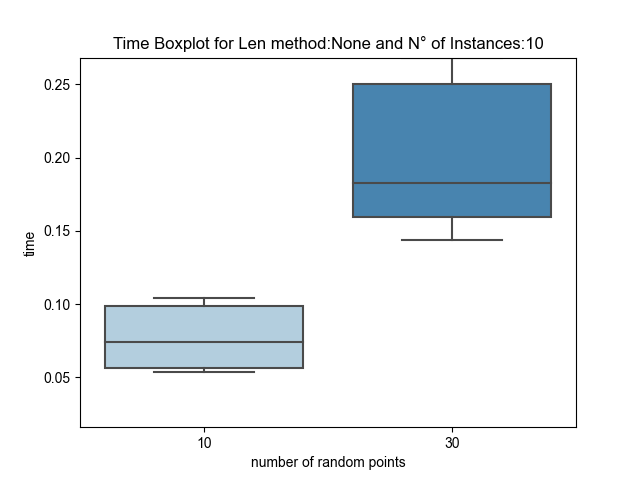 Time Boxplot for Len method:None and N° of Instances:10
0.25
0.20
0.15
0.10
0.05
time
10 30
number of random points